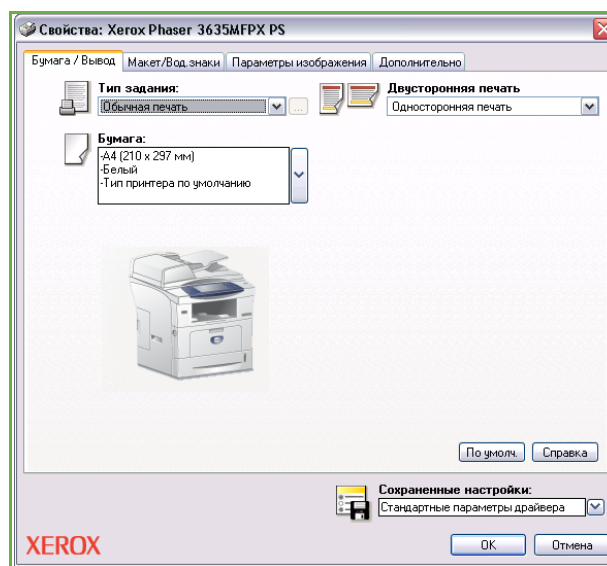 Свойства: Xerox Phaser 3635MFPX PS
Бумага / Вывод Макет/Вод.знаки Параметры изображения Дополнительно
Тип задания:
Обычная печать
...
Двусторонняя печать
Односторонняя печать
Бумага:
-A4 (210 x 297 мм)
-Белый
-Тип принтера по умолчанию
По умолч. Справка
Сохраненные настройки:
Стандартные параметры драйвера
XEROX
OK Отмена